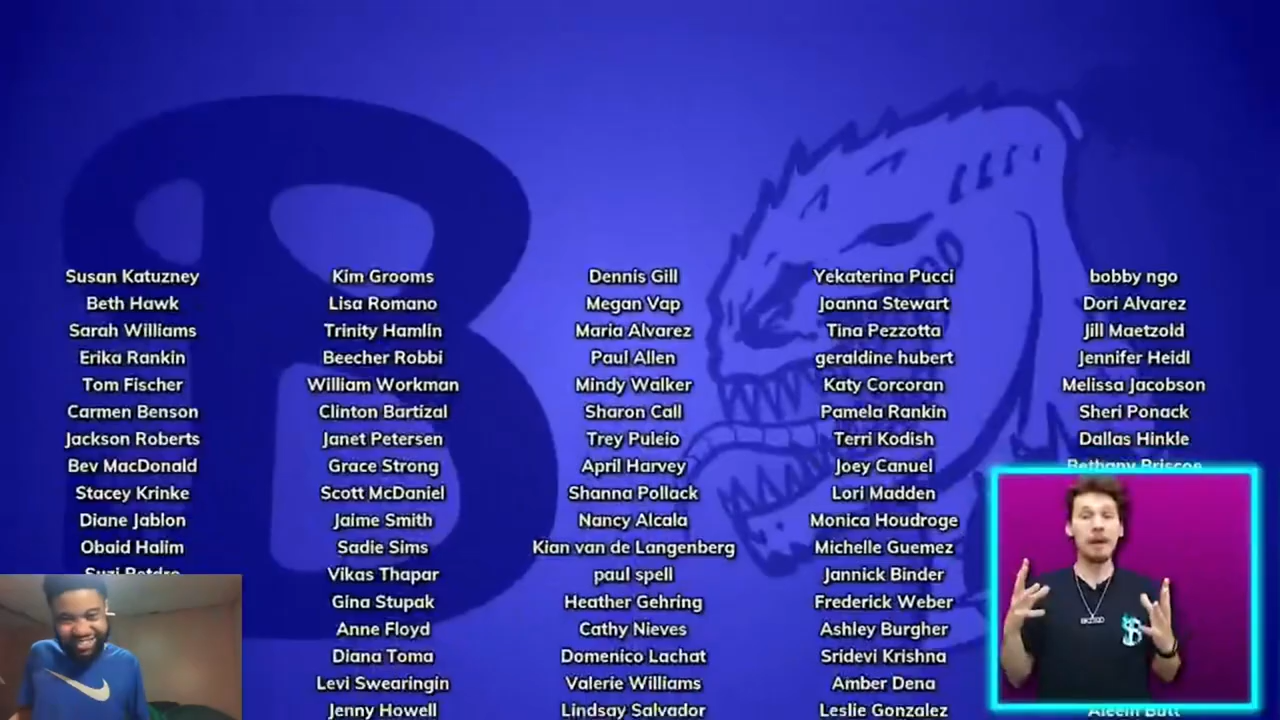 Susan Katuzney
Beth Hawk
Sarah Williams
Erika Rankin
Tom Fischer
Carmen Benson
Jackson Roberts
Bev MacDonald
Stacey Krinke
Diane Jablon
Obaid Halim
Kim Grooms
Lisa Romano
Trinity Hamlin
Beecher Robbi
William Workman
Clinton Bartizal
Janet Petersen
Grace Strong
Scott McDaniel
Jaime Smith
Sadie Sims
Vikas Thapar
Gina Stupak
Anne Floyd
Diana Toma
Levi Swearingin
Jenny Howell
Dennis Gill
Megan Vap
Maria Alvarez
Paul Allen
Mindy Walker
Sharon Call
Trey Puleio
April Harvey
Shanna Pollack
Nancy Alcala
Kian van de Langenberg
paul spell
Heather Gehring
Cathy Nieves
Domenico Lachat
Valerie Williams
Lindsay Salvador
Yekaterina Pucci
Joanna Stewart
Tina Pezzotta
geraldine hubert
Katy Corcoran
Pamela Rankin
Terri Kodish
Joey Canuel
Lori Madden
Monica Houdroge
Michelle Guemez
Jannick Binder
Frederick Weber
Ashley Burgher
Sridevi Krishna
Amber Dena
Leslie Gonzalez
bobby ngo
Dori Alvarez
Jill Maetzold
Jennifer Heidl
Melissa Jacobson
Sheri Ponack
Dallas Hinkle
Bethany Briscoe
B